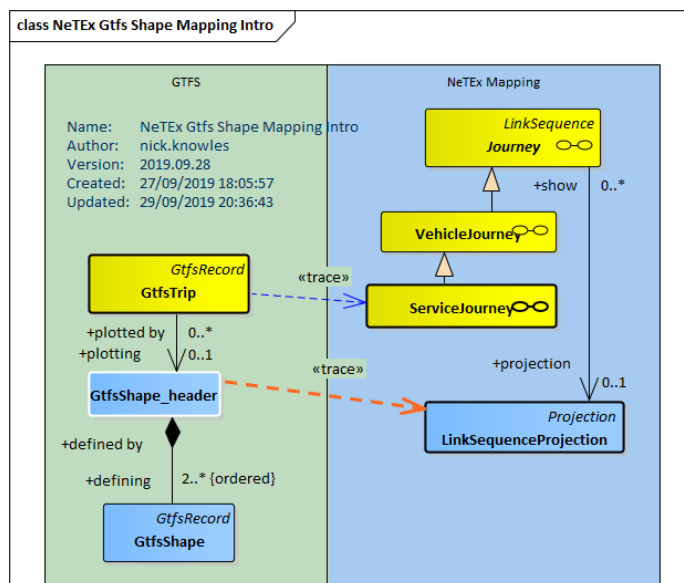 class NeTEx Gtfs Shape Mapping Intro
GTFS
NeTEx Mapping
Name: NeTEx Gtfs Shape Mapping Intro
Author: nick.knowles
Version: 2019.09.28
Created: 27/09/2019 18:05:57
Updated: 29/09/2019 20:36:43
LinkSequence
Journey
+show 0..*
VehicleJourney
«trace»
GtfsRecord
GtfsTrip
ServiceJourney
+plotted by 0..*
+plotting 0..1
«trace»
+projection
0..1
GtfsShape_header
Projection
LinkSequenceProjection
+defined by
+defining 2..* {ordered}
GtfsRecord
GtfsShape